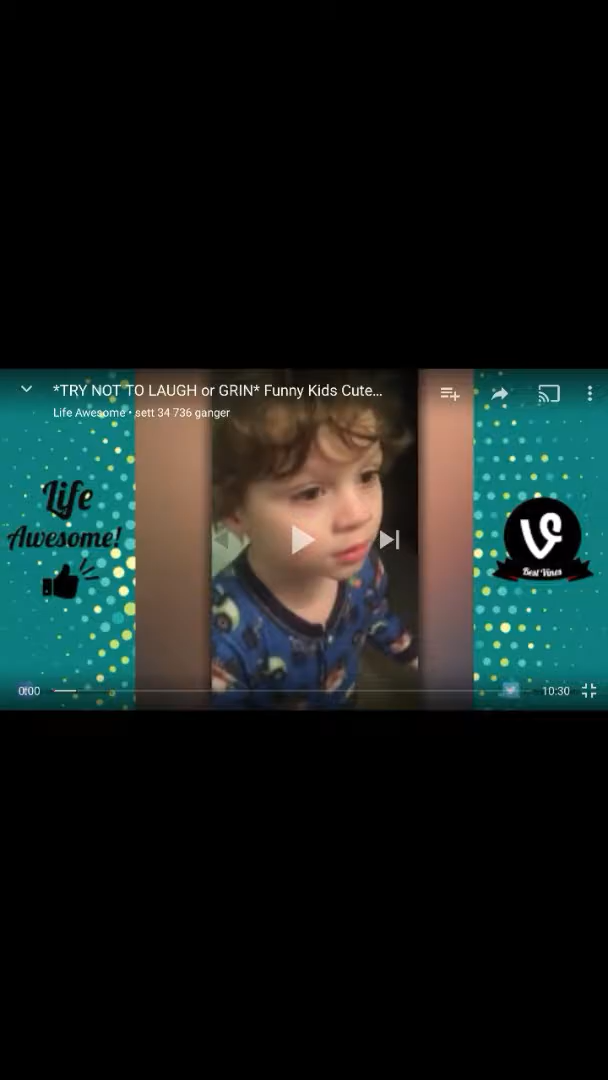 *TRY NOT TO LAUGH or GRIN* Funny Kids Cute...
Life Awesome • sett 34 736 ganger
Life
Awesome!
Best Vines
0:00
10:30